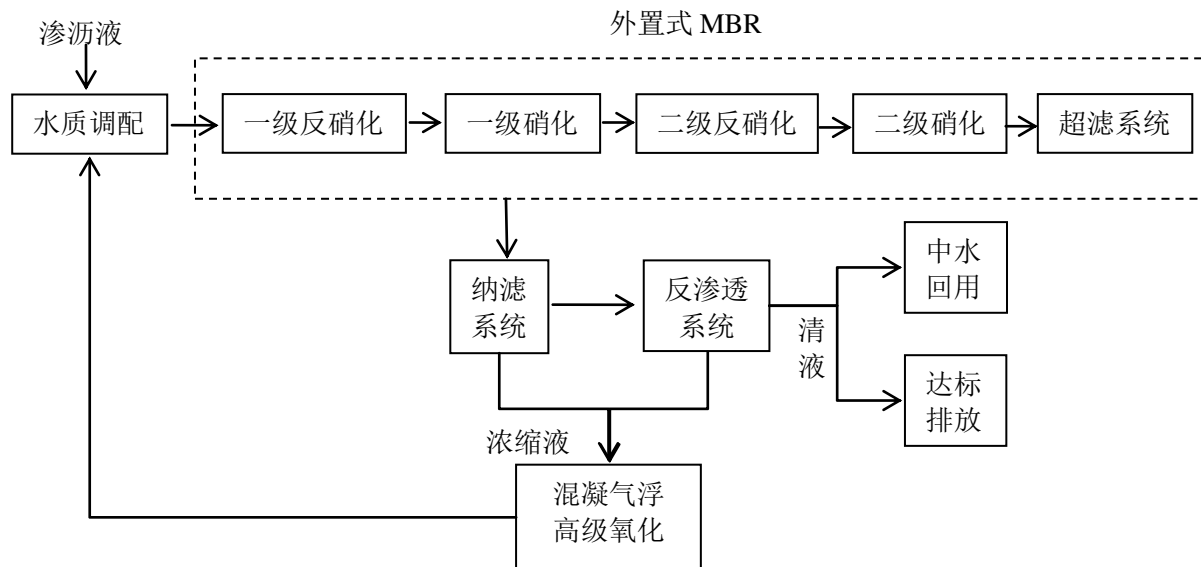 渗沥液
外置式 MBR
水质调配
一级反硝化
一级硝化
二级反硝化
二级硝化
超滤系统
纳滤
系统
反渗透
系统
清
液
中水
回用
达标
排放
浓缩液
混凝气浮
高级氧化